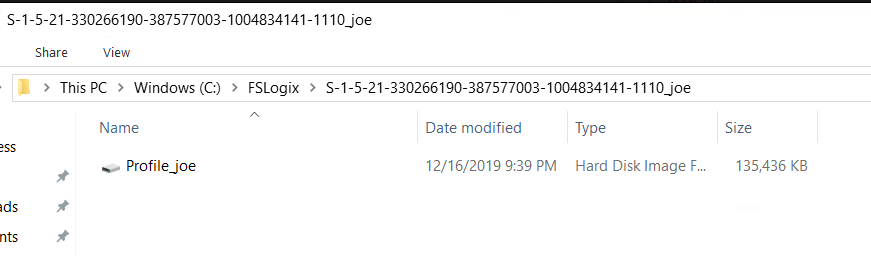 S-1-5-21-330266190-387577003-1004834141-1110_joe
Share View
This PC Windows (C:) FSLogix S-1-5-21-330266190-387577003-1004834141-1110_joe
Name Date modified Type Size
ess
Profile_joe 12/16/2019 9:39 PM Hard Disk Image F... 135,436 KB
ads
nts